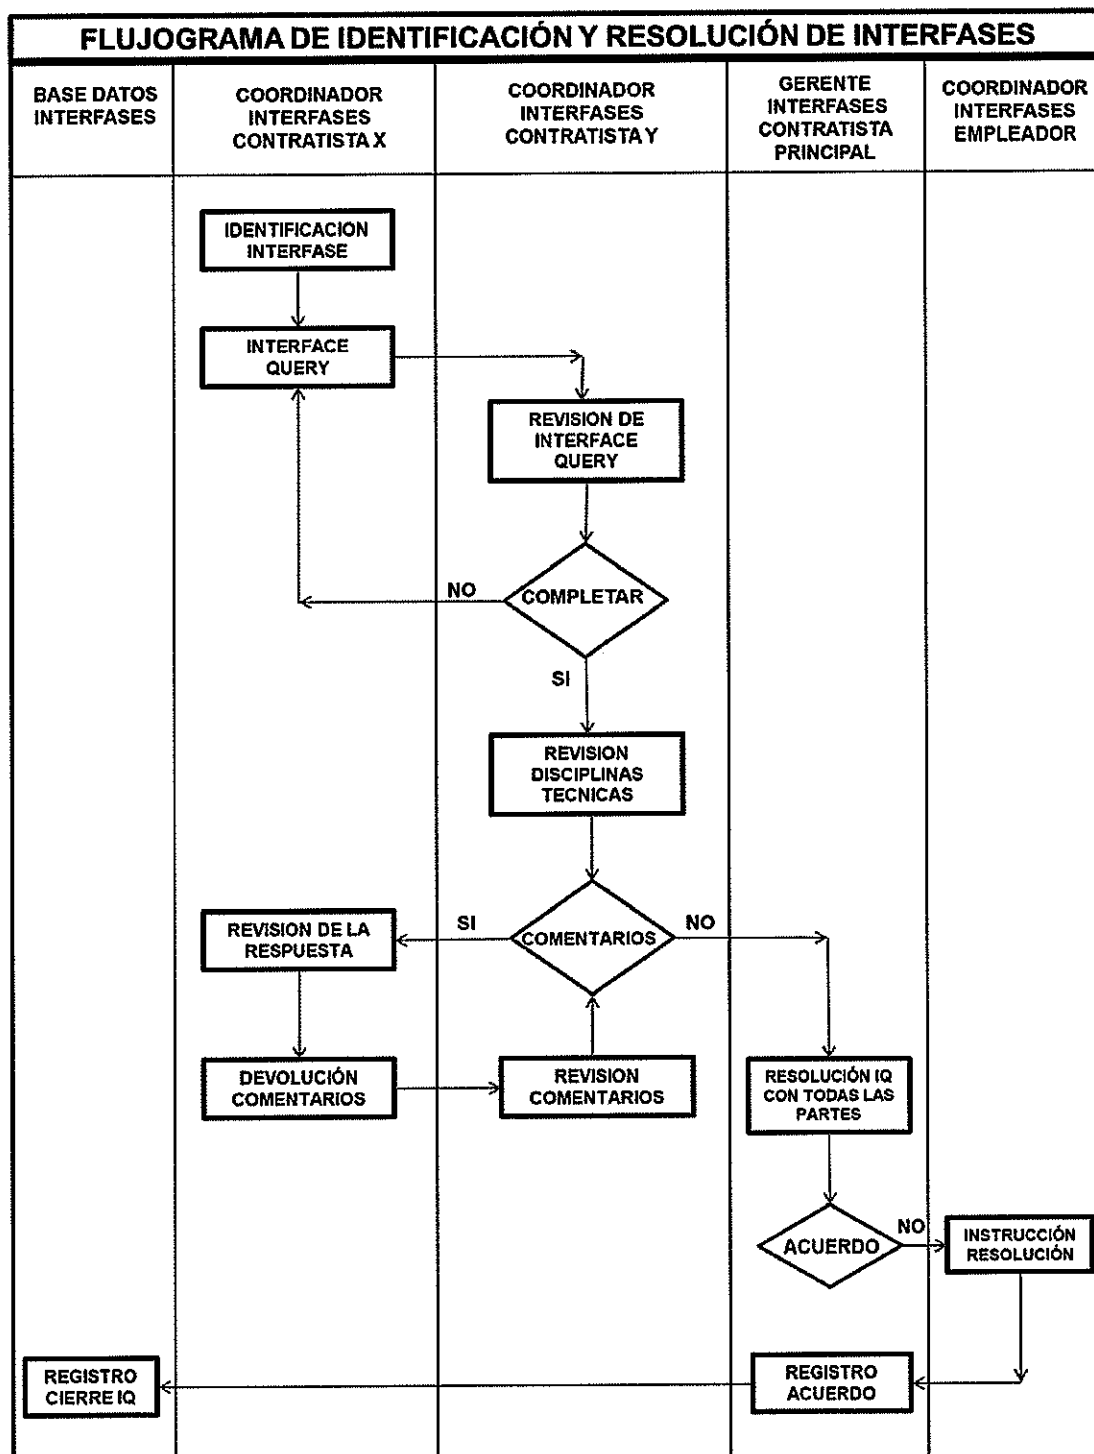 FLUJOGRAMA DE IDENTIFICACIÓN Y RESOLUCIÓN DE INTERFASES
BASE DATOS
INTERFASES
COORDINADOR
INTERFASES
CONTRATISTA X
COORDINADOR
INTERFASES
CONTRATISTA Y
GERENTE
INTERFASES
CONTRATISTA
PRINCIPAL
COORDINADOR
INTERFASES
EMPLEADOR
IDENTIFICACION
INTERFASE
INTERFACE
QUERY
REVISION DE
INTERFACE
QUERY
NO
COMPLETAR
SI
REVISION
DISCIPLINAS
TECNICAS
REVISION DE LA
RESPUESTA
SI
COMENTARIOS
NO
DEVOLUCIÓN
COMENTARIOS
REVISION
COMENTARIOS
RESOLUCIÓN IQ
CON TODAS LAS
PARTES
ACUERDO
NO
INSTRUCCIÓN
RESOLUCIÓN
REGISTRO
CIERRE IQ
REGISTRO
ACUERDO